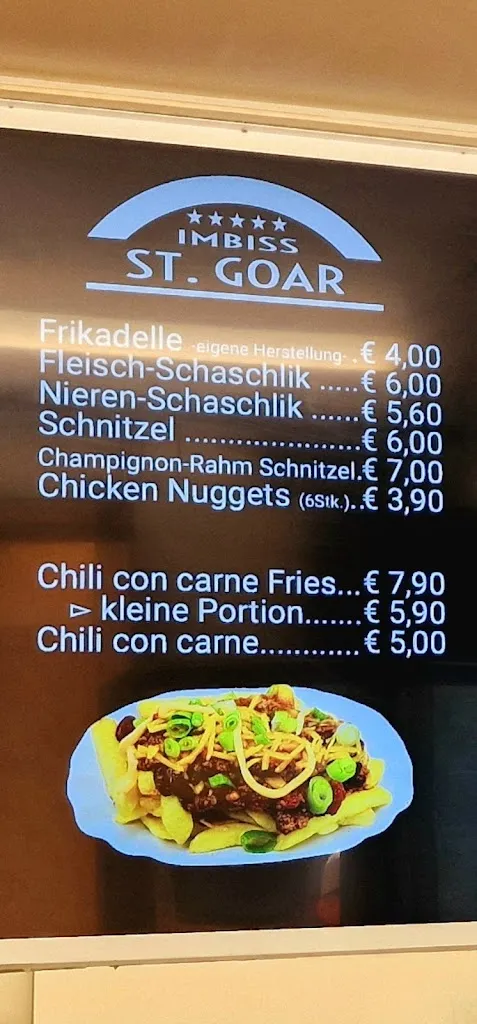 IMBISS
ST. GOAR
Frikadelle -eigene Herstellung- .€ 4,00
Fleisch-Schaschlik .....€ 6,00
Nieren-Schaschlik ......€ 5,60
Schnitzel .....................€ 6,00
Champignon-Rahm Schnitzel.€ 7,00
Chicken Nuggets (6Stk.)..€ 3,90
Chili con carne Fries...€ 7,90
▻ kleine Portion.......€ 5,90
Chili con carne............€ 5,00